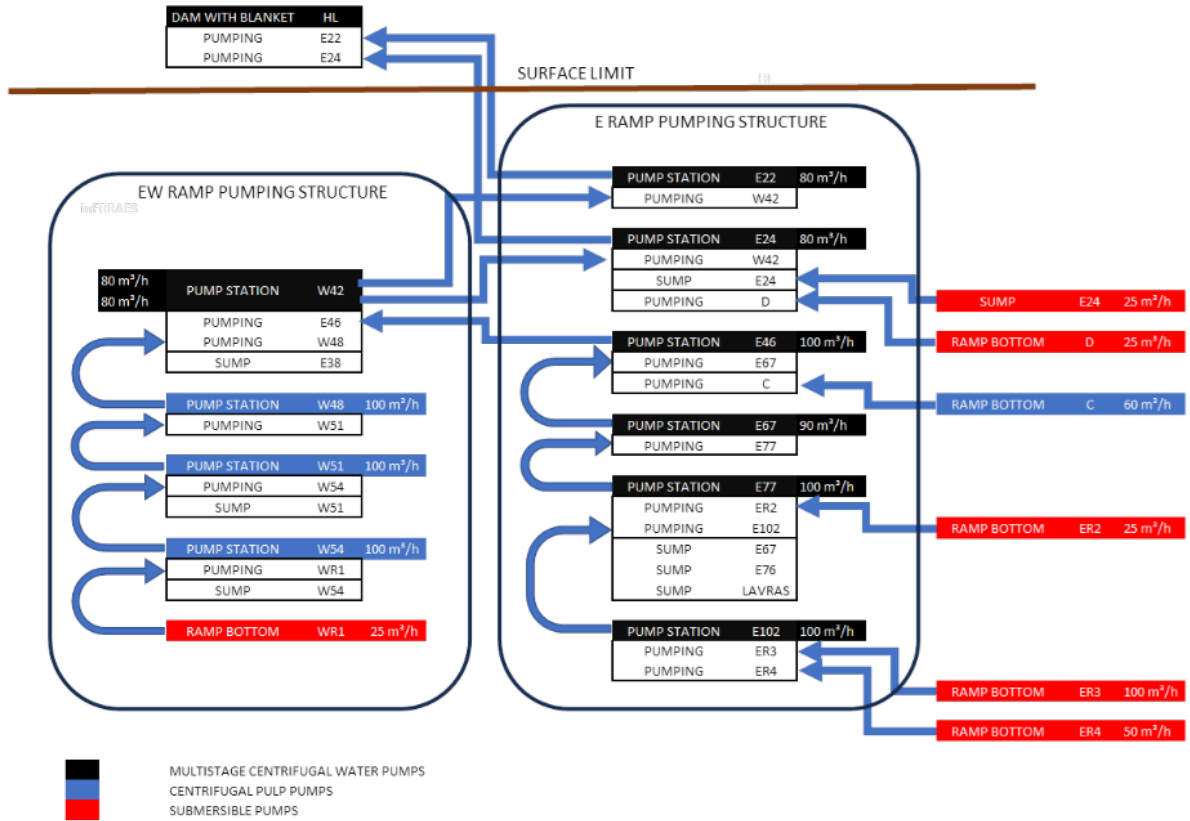 DAM WITH BLANKET HL
PUMPING E22
PUMPING E24
SURFACE LIMIT
E RAMP PUMPING STRUCTURE
PUMP STATION E22 80 m³/h
PUMPING W42
PUMP STATION E24 80 m³/h
PUMPING W42
SUMP E24
PUMPING D
PUMP STATION E46 100 m³/h
PUMPING E67
PUMPING C
PUMP STATION E67 90 m³/h
PUMPING E77
PUMP STATION E77 100 m³/h
PUMPING ER2
PUMPING E102
SUMP E67
SUMP E76
SUMP LAVRAS
PUMP STATION E102 100 m³/h
PUMPING ER3
PUMPING ER4
EW RAMP PUMPING STRUCTURE
80 m³/h
80 m³/h
PUMP STATION W42
PUMPING E46
PUMPING W48
SUMP E38
PUMP STATION W48 100 m³/h
PUMPING W51
PUMP STATION W51 100 m³/h
PUMPING W54
SUMP W51
PUMP STATION W54 100 m³/h
PUMPING WR1
SUMP W54
RAMP BOTTOM WR1 25 m³/h
SUMP E24 25 m³/h
RAMP BOTTOM D 25 m³/h
RAMP BOTTOM C 60 m³/h
RAMP BOTTOM ER2 25 m³/h
RAMP BOTTOM ER3 100 m³/h
RAMP BOTTOM ER4 50 m³/h
MULTISTAGE CENTRIFUGAL WATER PUMPS
CENTRIFUGAL PULP PUMPS
SUBMERSIBLE PUMPS